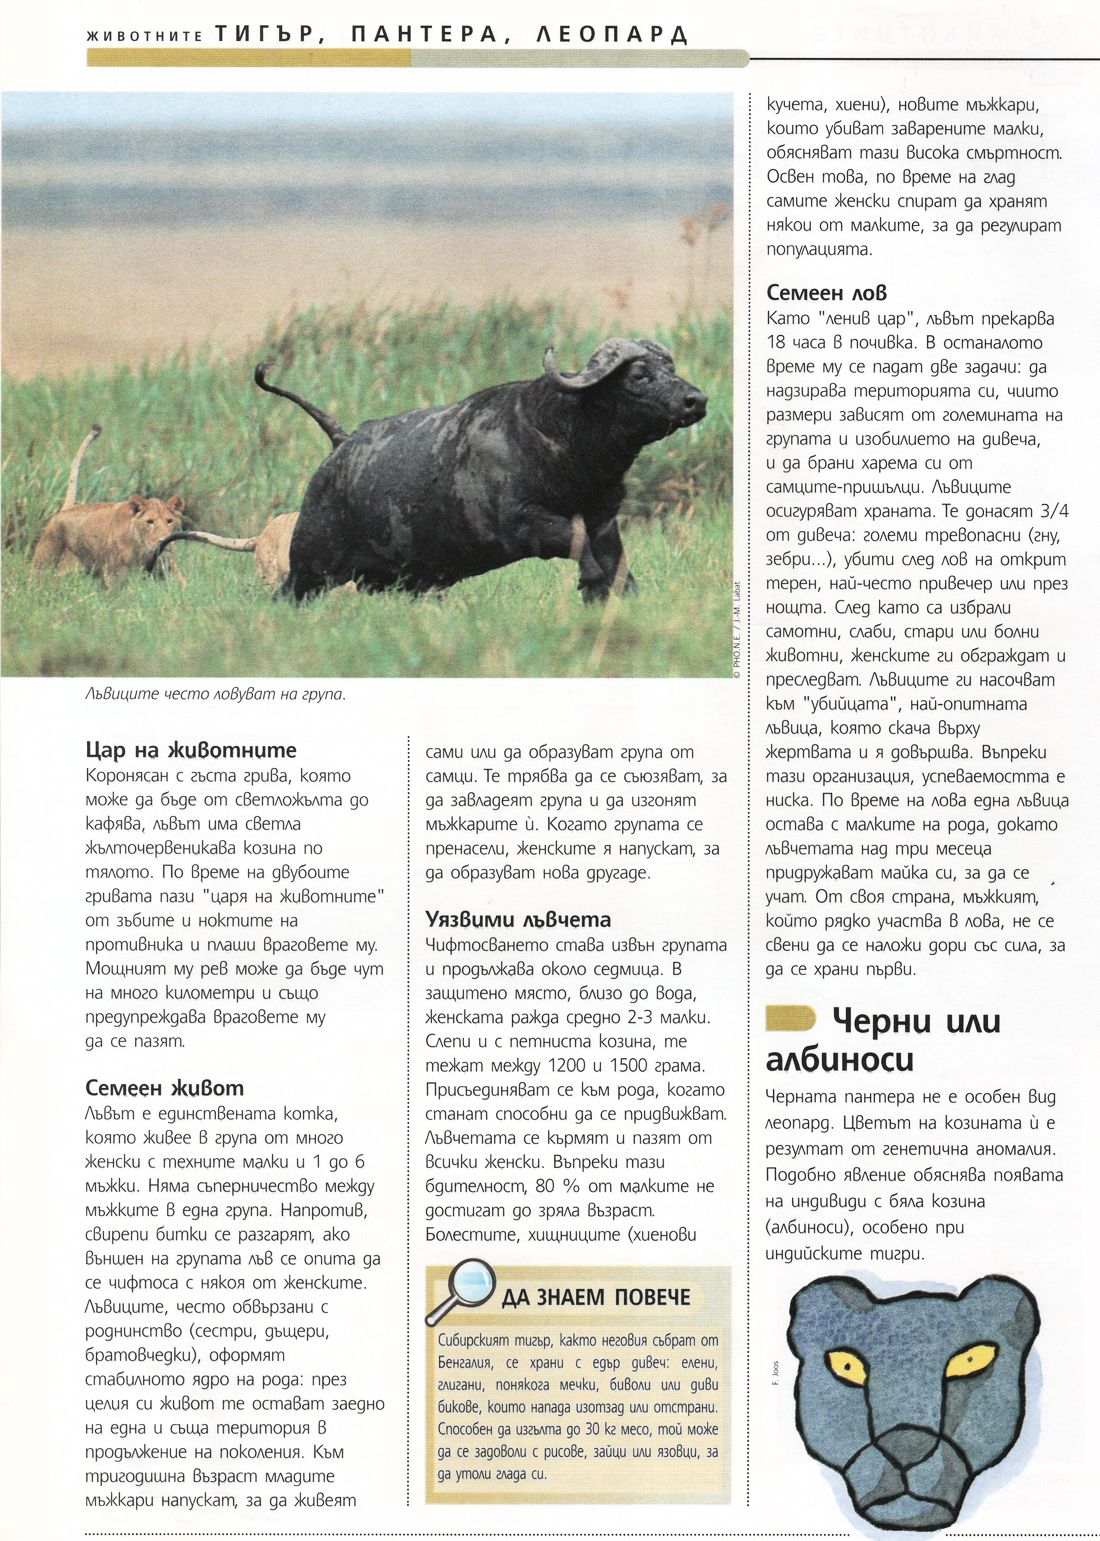 ЖИВОТНИТЕ ТИГЪР, ПАНТЕРА, ЛЕОПАРД
© PHO.N.E. / J.-M. Labat
Лъвиците често ловуват на група.
Цар на животните
Коронясан с гъста грива, която
може да бъде от светложълта до
кафява, лъвът има светла
жълточервеникава козина по
тялото. По време на двубоите
гривата пази "царя на животните"
от зъбите и ноктите на
противника и плаши враговете му.
Мощният му рев може да бъде чут
на много километри и също
предупреждава враговете му
да се пазят.
Семеен живот
Лъвът е единствената котка,
която живее в група от много
женски с техните малки и 1 до 6
мъжки. Няма съперничество между
мъжките в една група. Напротив,
свирепи битки се разгарят, ако
външен на групата лъв се опита да
се чифтоса с някоя от женските.
Лъвиците, често обвързани с
роднинство (сестри, дъщери,
братовчедки), оформят
стабилното ядро на рода: през
целия си живот те остават заедно
на една и съща територия в
продължение на поколения. Към
тригодишна възраст младите
мъжкари напускат, за да живеят
сами или да образуват група от
самци. Те трябва да се съюзяват, за
да завладеят група и да изгонят
мъжкарите ѝ. Когато групата се
пренасели, женските я напускат, за
да образуват нова другаде.
Уязвими лъвчета
Чифтосването става извън групата
и продължава около седмица. В
защитено място, близо до вода,
женската ражда средно 2-3 малки.
Слепи и с петниста козина, те
тежат между 1200 и 1500 грама.
Присъединяват се към рода, когато
станат способни да се придвижват.
Лъвчетата се кърмят и пазят от
всички женски. Въпреки тази
бдителност, 80 % от малките не
достигат до зряла възраст.
Болестите, хищниците (хиенови
ДА ЗНАЕМ ПОВЕЧЕ
Сибирският тигър, както неговия събрат от
Бенгалия, се храни с едър дивеч: елени,
глигани, понякога мечки, биволи или диви
бикове, които напада изотзад или отстрани.
Способен да изгълта до 30 кг месо, той може
да се задоволи с рисове, зайци или язовци, за
да утоли глада си.
кучета, хиени), новите мъжкари,
които убиват заварените малки,
обясняват тази висока смъртност.
Освен това, по време на глад
самите женски спират да хранят
някои от малките, за да регулират
популацията.
Семеен лов
Като "ленив цар", лъвът прекарва
18 часа в почивка. В останалото
време му се падат две задачи: да
надзирава територията си, чиито
размери зависят от големината на
групата и изобилието на дивеча,
и да брани харема си от
самците-пришълци. Лъвиците
осигуряват храната. Те донасят 3/4
от дивеча: големи тревопасни (гну,
зебри...), убити след лов на открит
терен, най-често привечер или през
нощта. След като са избрали
самотни, слаби, стари или болни
животни, женските ги обграждат и
преследват. Лъвиците ги насочват
към "убийцата", най-опитната
лъвица, която скача върху
жертвата и я довършва. Въпреки
тази организация, успеваемостта е
ниска. По време на лова една лъвица
остава с малките на рода, докато
лъвчетата над три месеца
придружават майка си, за да се
учат. От своя страна, мъжкият,
който рядко участва в лова, не се
свени да се наложи дори със сила, за
да се храни първи.
Черни или
албиноси
Черната пантера не е особен вид
леопард. Цветът на козината ѝ е
резултат от генетична аномалия.
Подобно явление обяснява появата
на индивиди с бяла козина
(албиноси), особено при
индийските тигри.
F. Joos